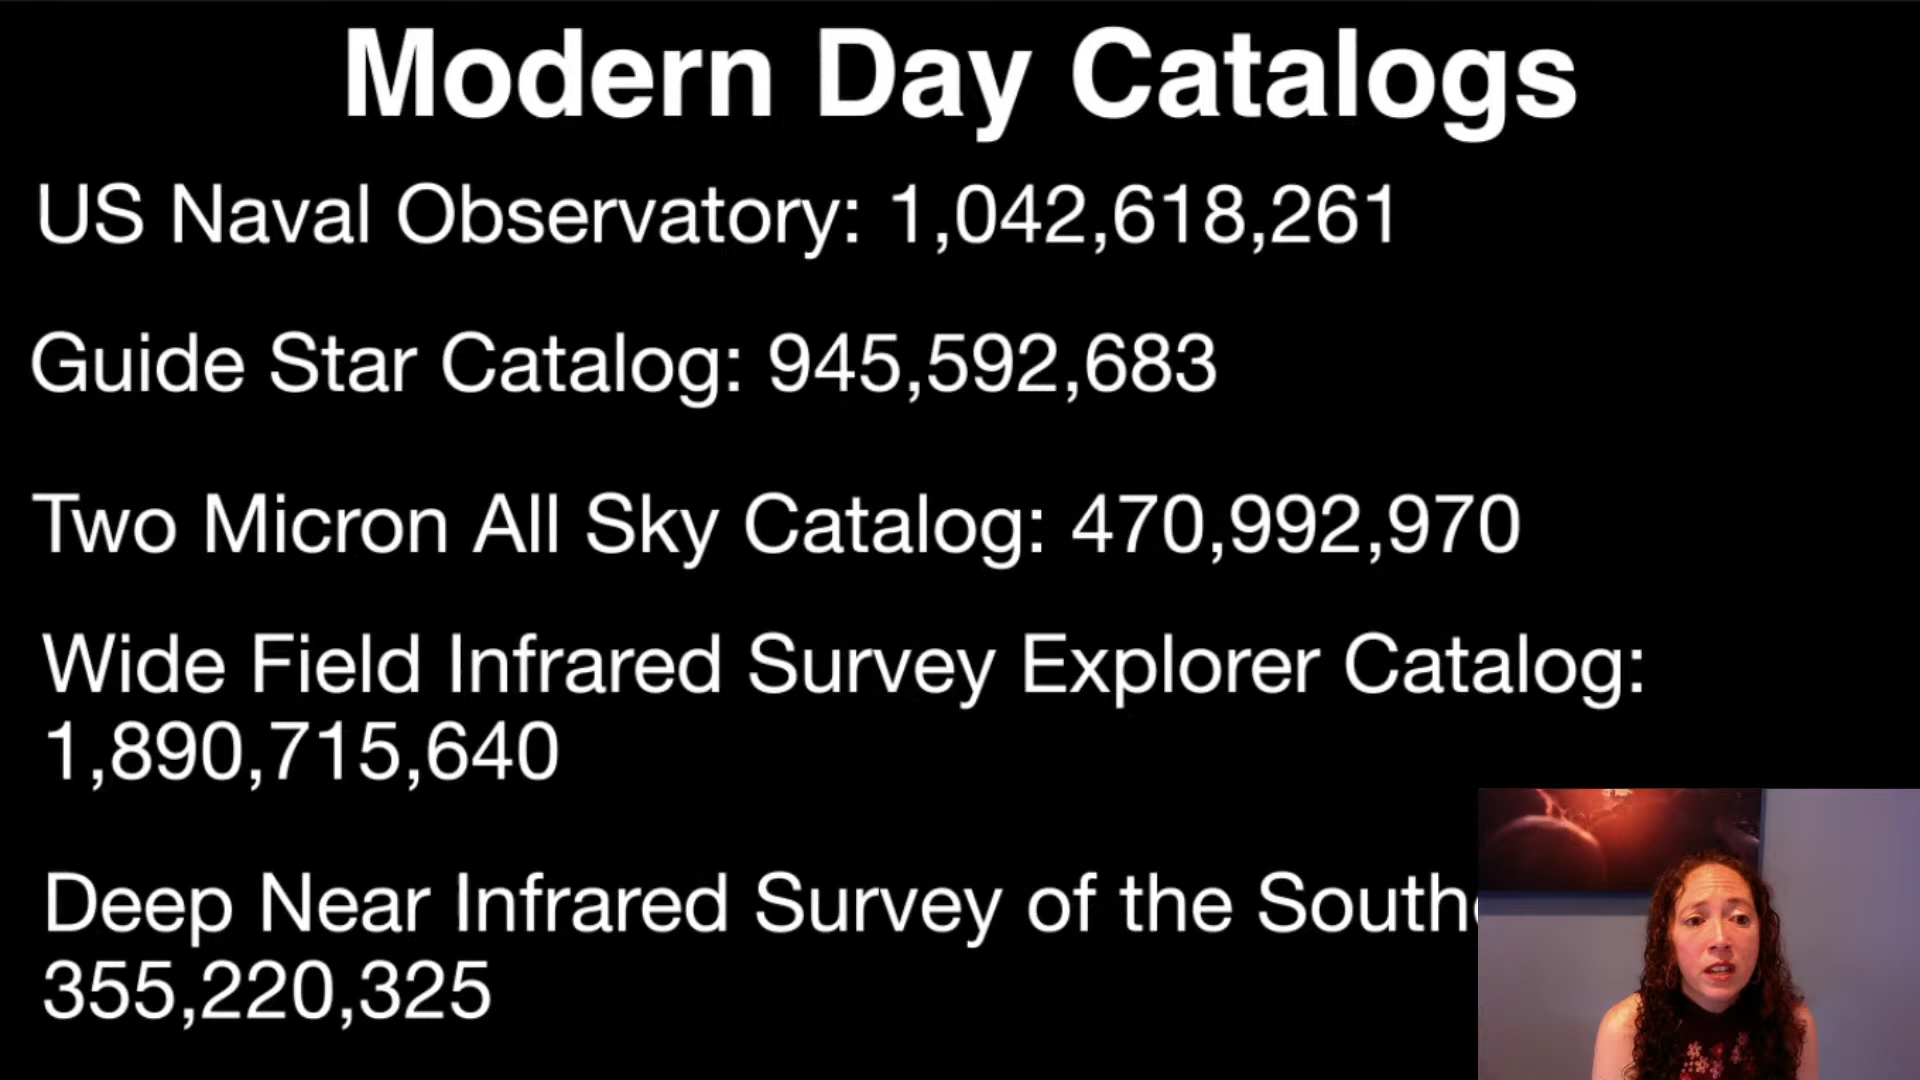 Modern Day Catalogs
US Naval Observatory: 1,042,618,261
Guide Star Catalog: 945,592,683
Two Micron All Sky Catalog: 470,992,970
Wide Field Infrared Survey Explorer Catalog:
1,890,715,640
Deep Near Infrared Survey of the
355,220,325